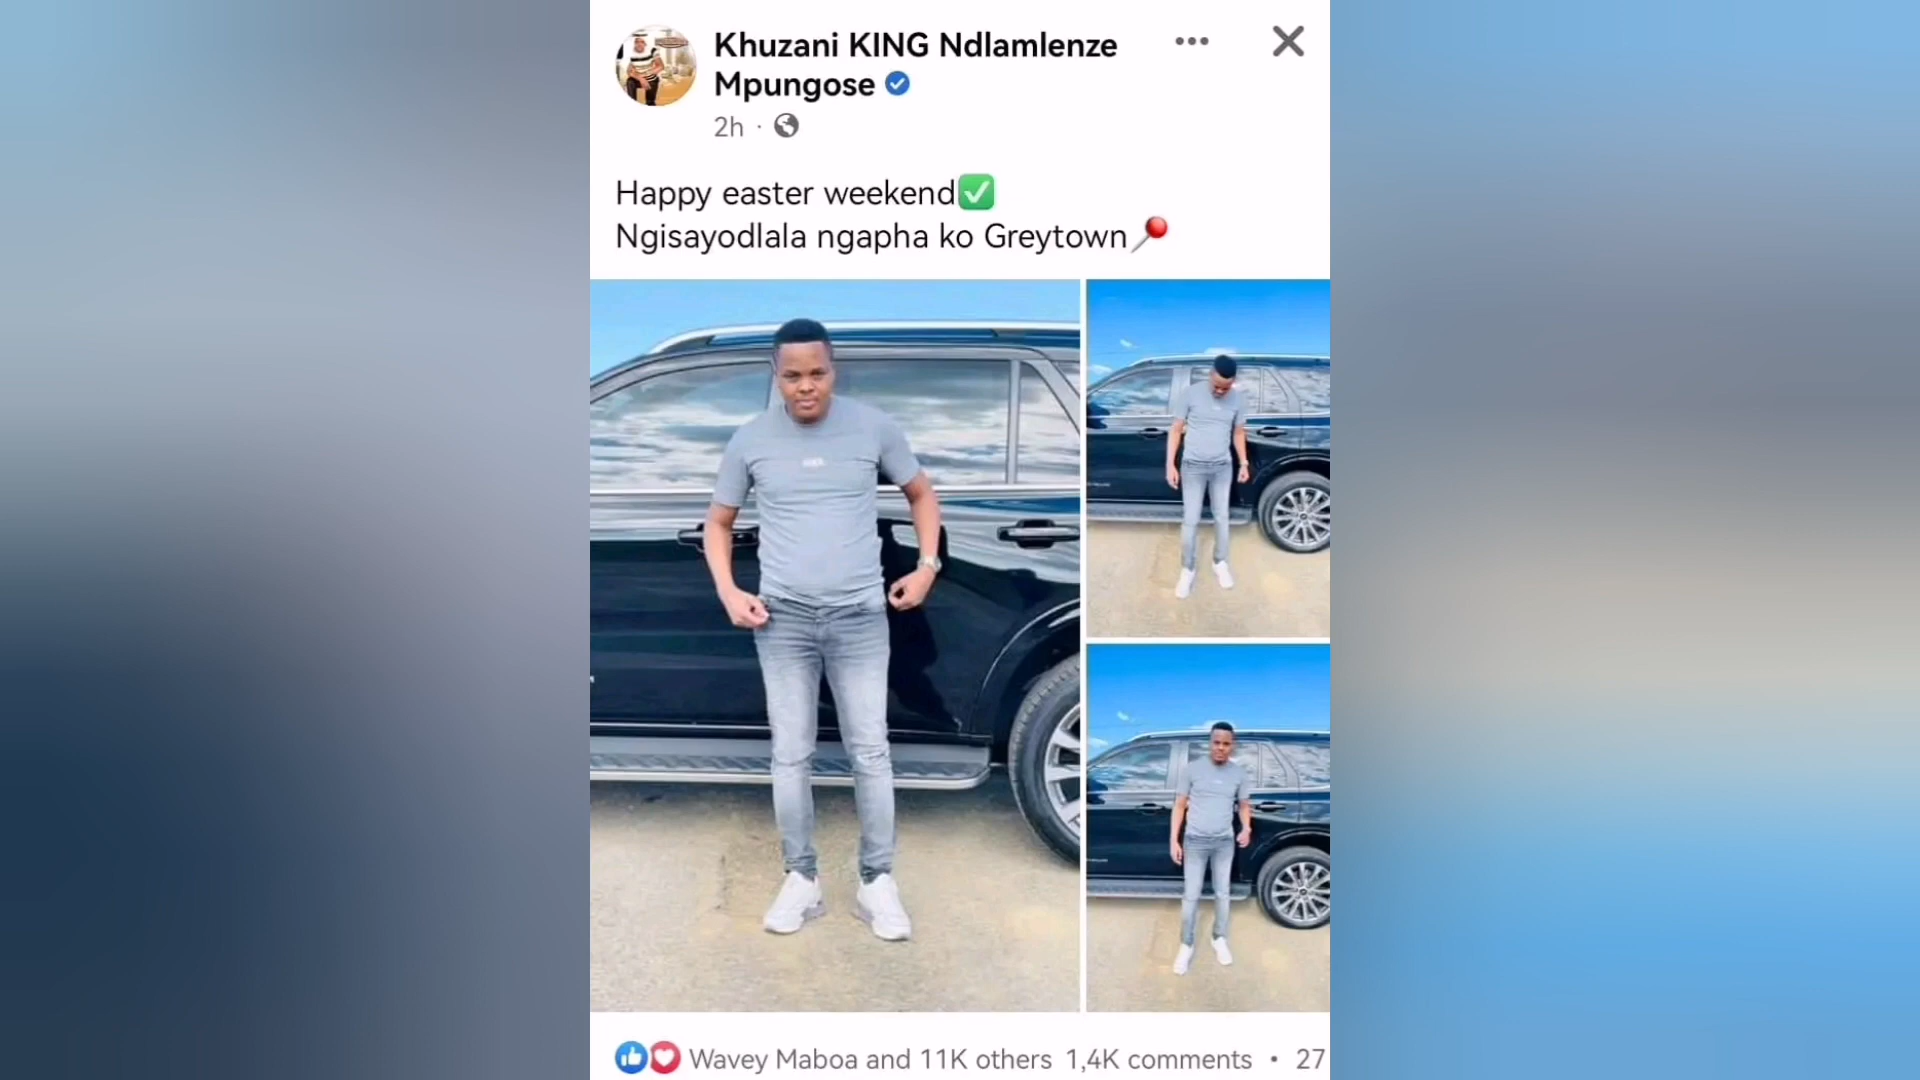 Khuzani KING Ndlamlenze
Mpungose
2h ·
Happy easter weekend✅
Ngisayodlala ngapha ko Greytown📍
Wavey Maboa and 11K others 1,4K comments • 27